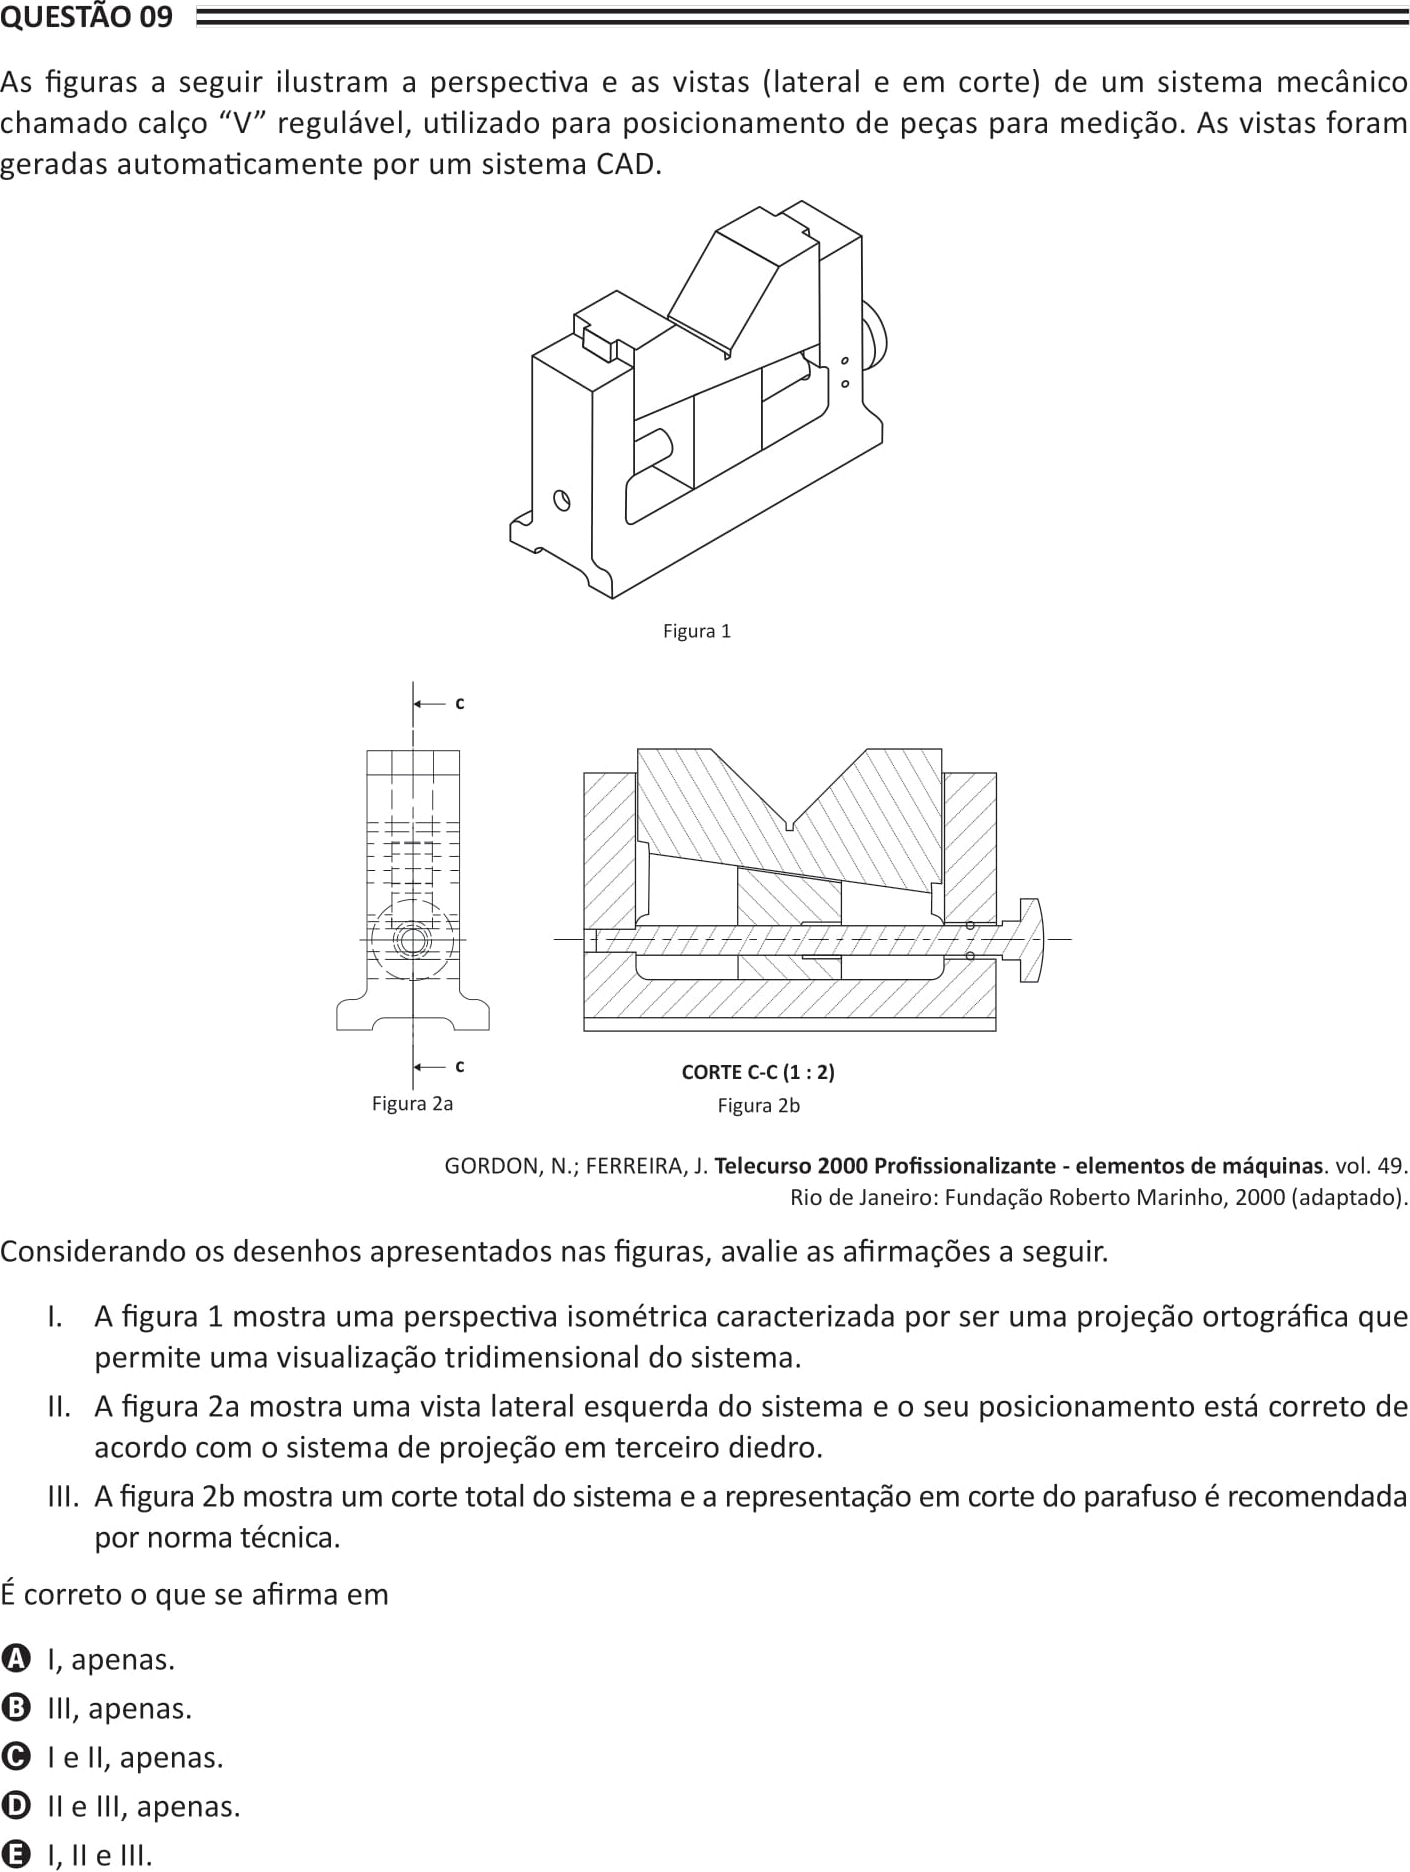 QUESTÃO 09
As figuras a seguir ilustram a perspectiva e as vistas (lateral e em corte) de um sistema mecânico
chamado calço “V” regulável, utilizado para posicionamento de peças para medição. As vistas foram
geradas automaticamente por um sistema CAD.
Figura 1
c
c
Figura 2a
CORTE C-C (1 : 2)
Figura 2b
GORDON, N.; FERREIRA, J. Telecurso 2000 Profissionalizante - elementos de máquinas. vol. 49.
Rio de Janeiro: Fundação Roberto Marinho, 2000 (adaptado).
Considerando os desenhos apresentados nas figuras, avalie as afirmações a seguir.
I. A figura 1 mostra uma perspectiva isométrica caracterizada por ser uma projeção ortográfica que
permite uma visualização tridimensional do sistema.
II. A figura 2a mostra uma vista lateral esquerda do sistema e o seu posicionamento está correto de
acordo com o sistema de projeção em terceiro diedro.
III. A figura 2b mostra um corte total do sistema e a representação em corte do parafuso é recomendada
por norma técnica.
É correto o que se afirma em
A I, apenas.
B III, apenas.
C I e II, apenas.
D II e III, apenas.
E I, II e III.